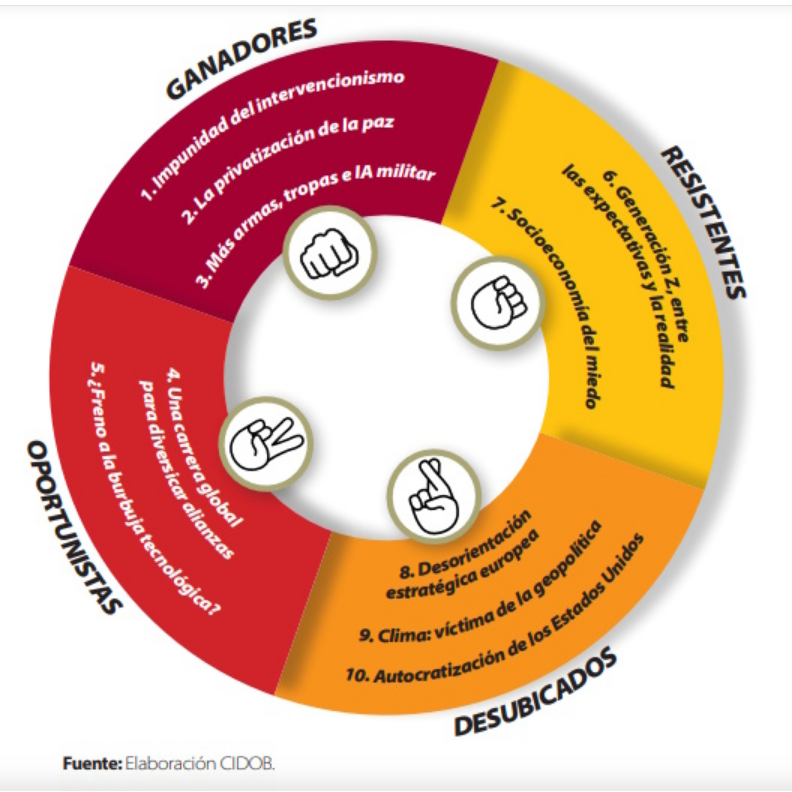 GANADORES
1. Impunidad del intervencionismo
2. La privatización de la paz
3. Más armas, tropas e IA militar
OPORTUNISTAS
4. Una carrera global
para diversicar alianzas
5. ¿Freno a la burbuja tecnológica?
RESISTENTES
6. Generación Z, entre
las expectativas y la realidad
7. Socioeconomía del miedo
8. Desorientación
estratégica europea
9. Clima: víctima de la geopolítica
10. Autocratización de los Estados Unidos
DESUBICADOS
Fuente: Elaboración CIDOB.